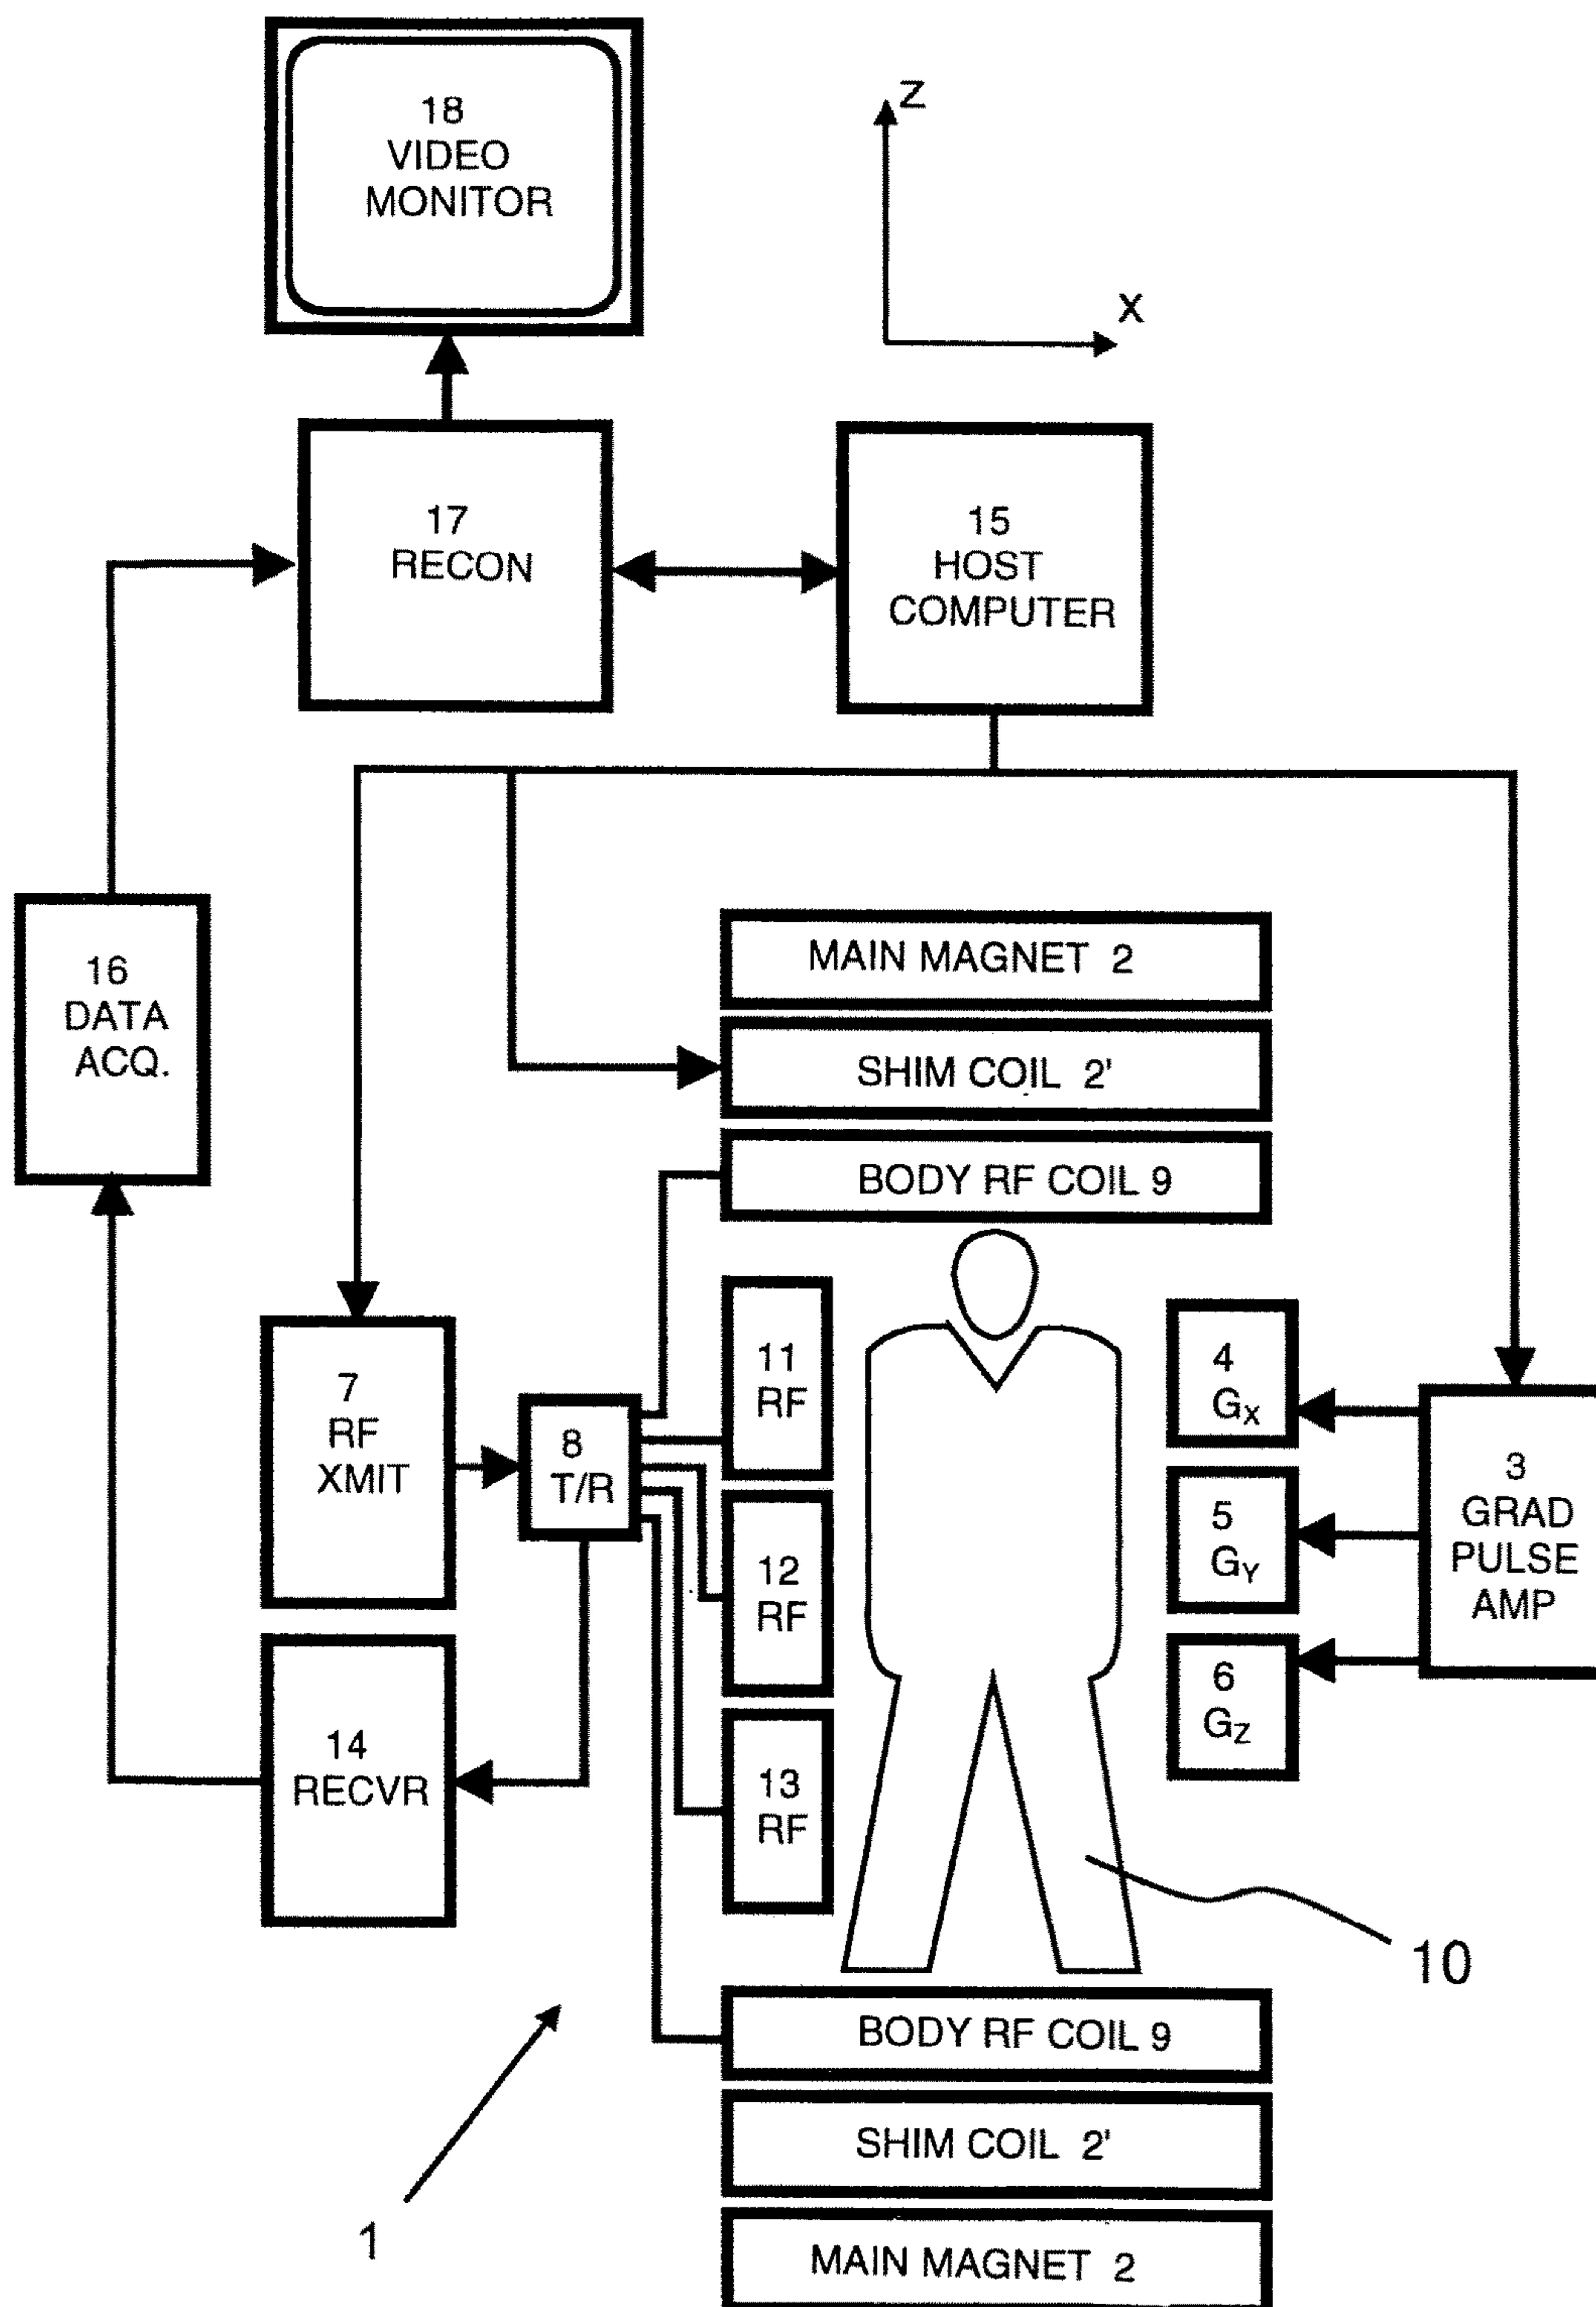 18
VIDEO
MONITOR
Z
X
17
RECON
15
HOST
COMPUTER
16
DATA
ACQ.
MAIN MAGNET 2
SHIM COIL 2'
BODY RF COIL 9
7
RF
XMIT
8
T/R
11
RF
12
RF
13
RF
4
GX
5
GY
6
GZ
3
GRAD
PULSE
AMP
14
RECVR
10
BODY RF COIL 9
SHIM COIL 2'
MAIN MAGNET 2
1